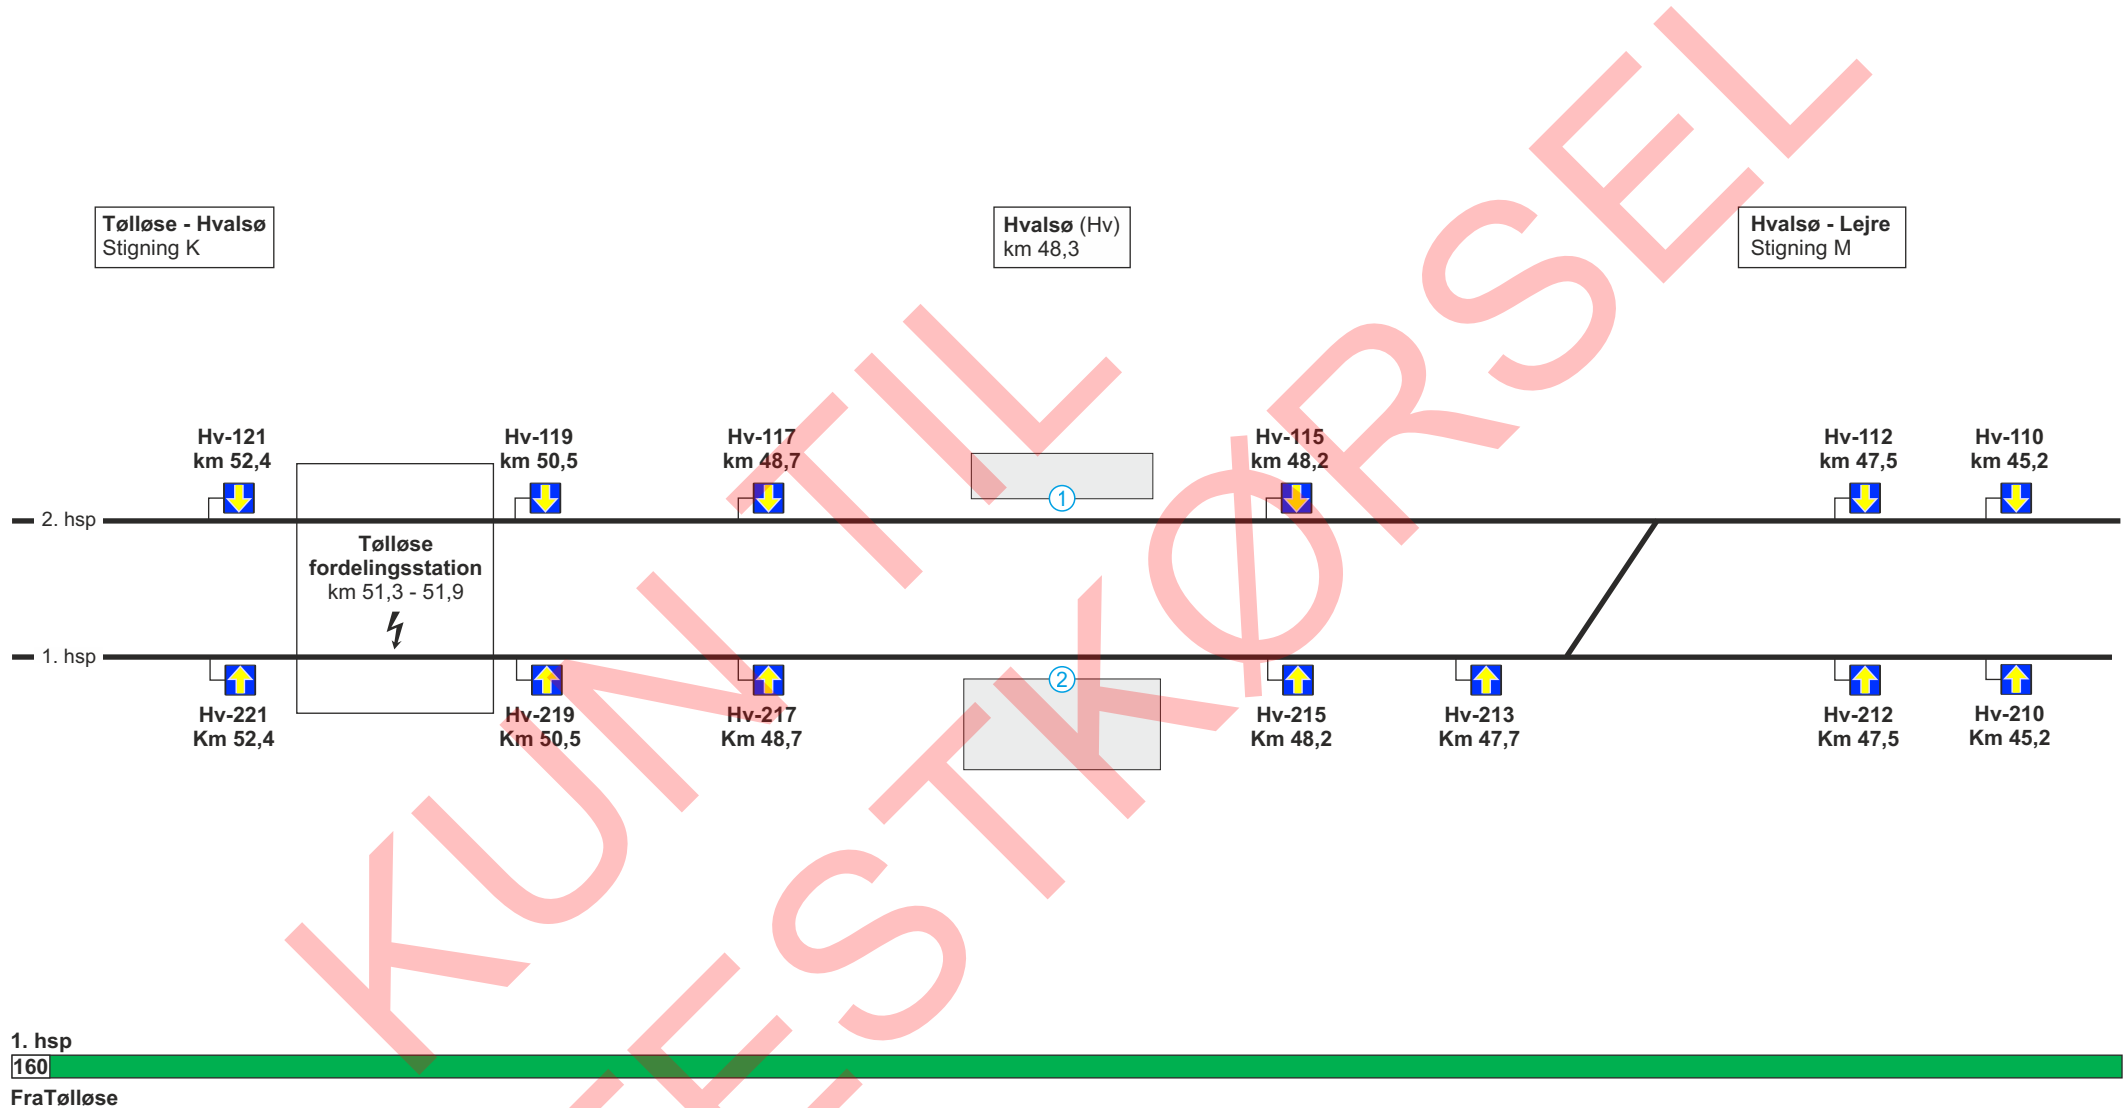 Tølløse - Hvalsø
Stigning K
Hvalsø (Hv)
km 48,3
Hvalsø - Lejre
Stigning M
Hv-121
km 52,4
Hv-119
km 50,5
Hv-117
km 48,7
Hv-115
km 48,2
Hv-112
km 47,5
Hv-110
km 45,2
1
2. hsp
Tølløse
fordelingsstation
km 51,3 - 51,9
1. hsp
2
Hv-221
Km 52,4
Hv-219
Km 50,5
Hv-217
Km 48,7
Hv-215
Km 48,2
Hv-213
Km 47,7
Hv-212
Km 47,5
Hv-210
Km 45,2
KUN TIL
ESTKØRSEL
1. hsp
160
FraTølløse